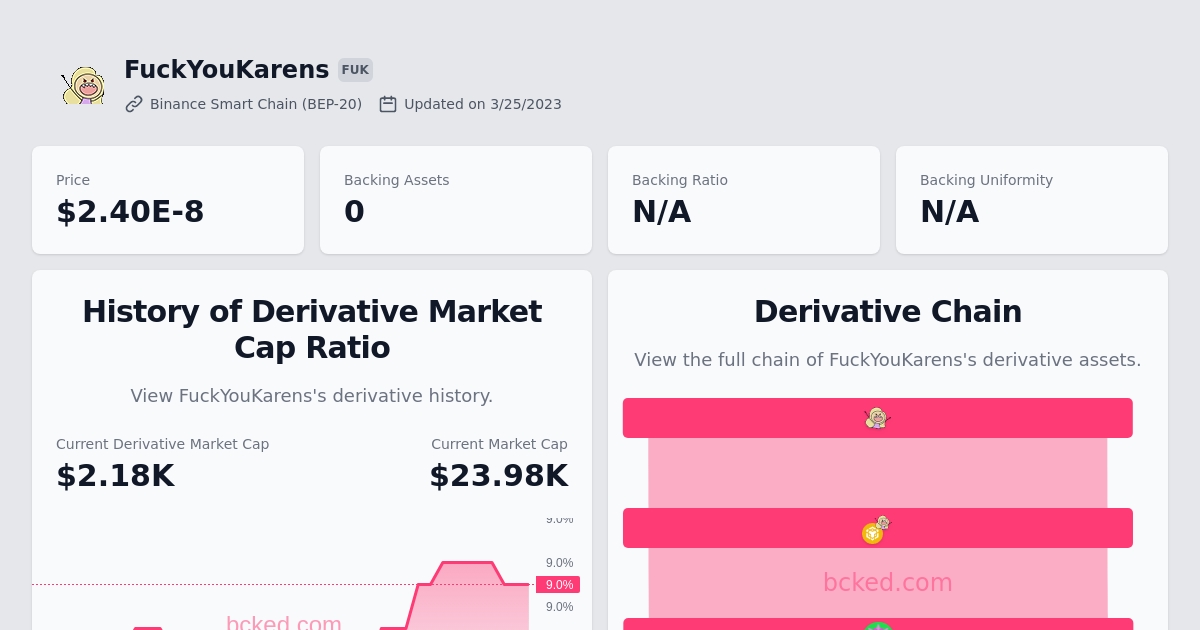 FuckYouKarens FUK
Binance Smart Chain (BEP-20) Updated on 3/25/2023
Price
$2.40E-8
Backing Assets
0
Backing Ratio
N/A
Backing Uniformity
N/A
History of Derivative Market
Cap Ratio
View FuckYouKarens's derivative history.
Current Derivative Market Cap
$2.18K
Current Market Cap
$23.98K
9.0%
9.0%
9.0%
9.0%
bcked.com
Derivative Chain
View the full chain of FuckYouKarens's derivative assets.
bcked.com